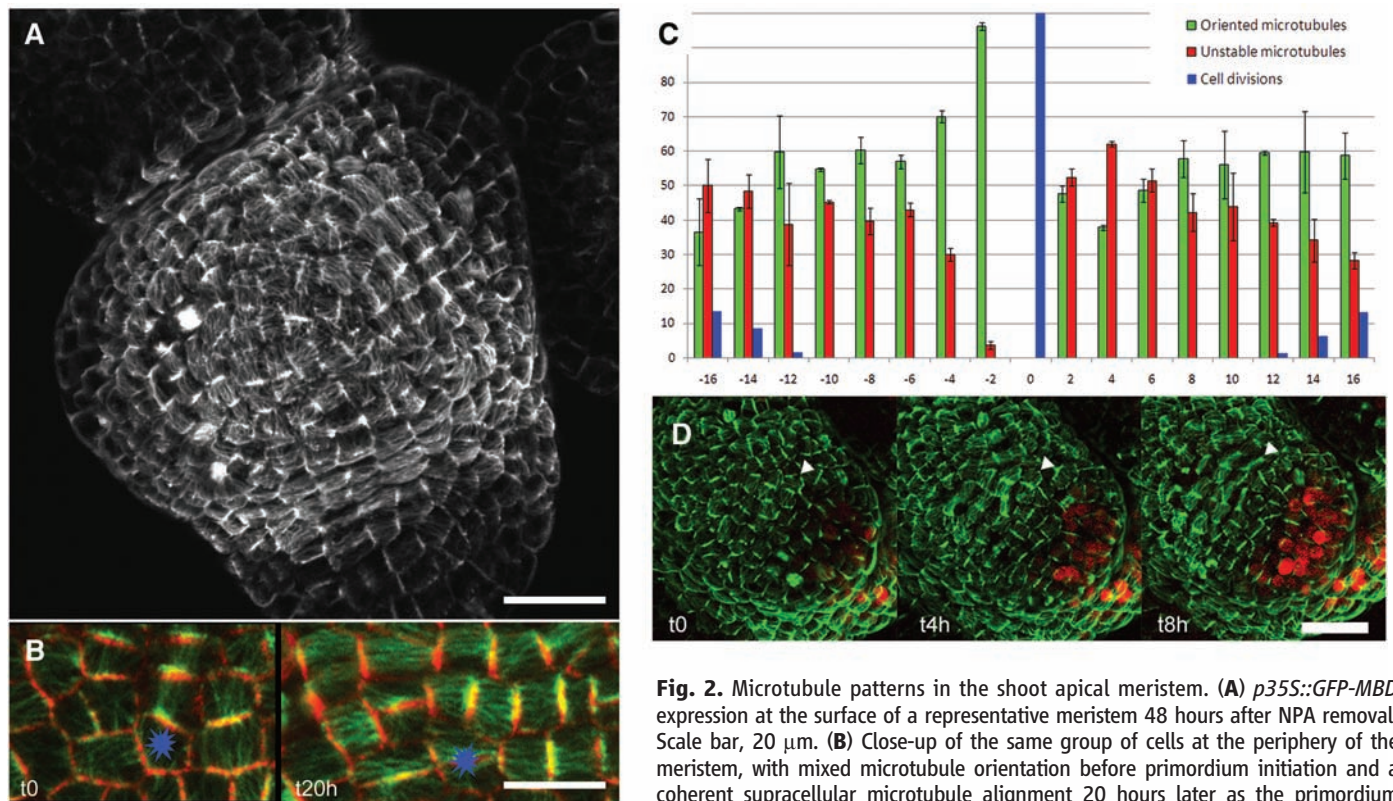 A
B
t0
t20h
C
Oriented microtubules
Unstable microtubules
Cell divisions
80
70
60
50
40
30
20
10
0
-16 -14 -12 -10 -8 -6 -4 -2 0 2 4 6 8 10 12 14 16
D
t0
t4h
t8h
Fig. 2. Microtubule patterns in the shoot apical meristem. (A) p35S::GFP-MBD
expression at the surface of a representative meristem 48 hours after NPA removal.
Scale bar, 20 μm. (B) Close-up of the same group of cells at the periphery of the
meristem, with mixed microtubule orientation before primordium initiation and a
coherent supracellular microtubule alignment 20 hours later as the primordium